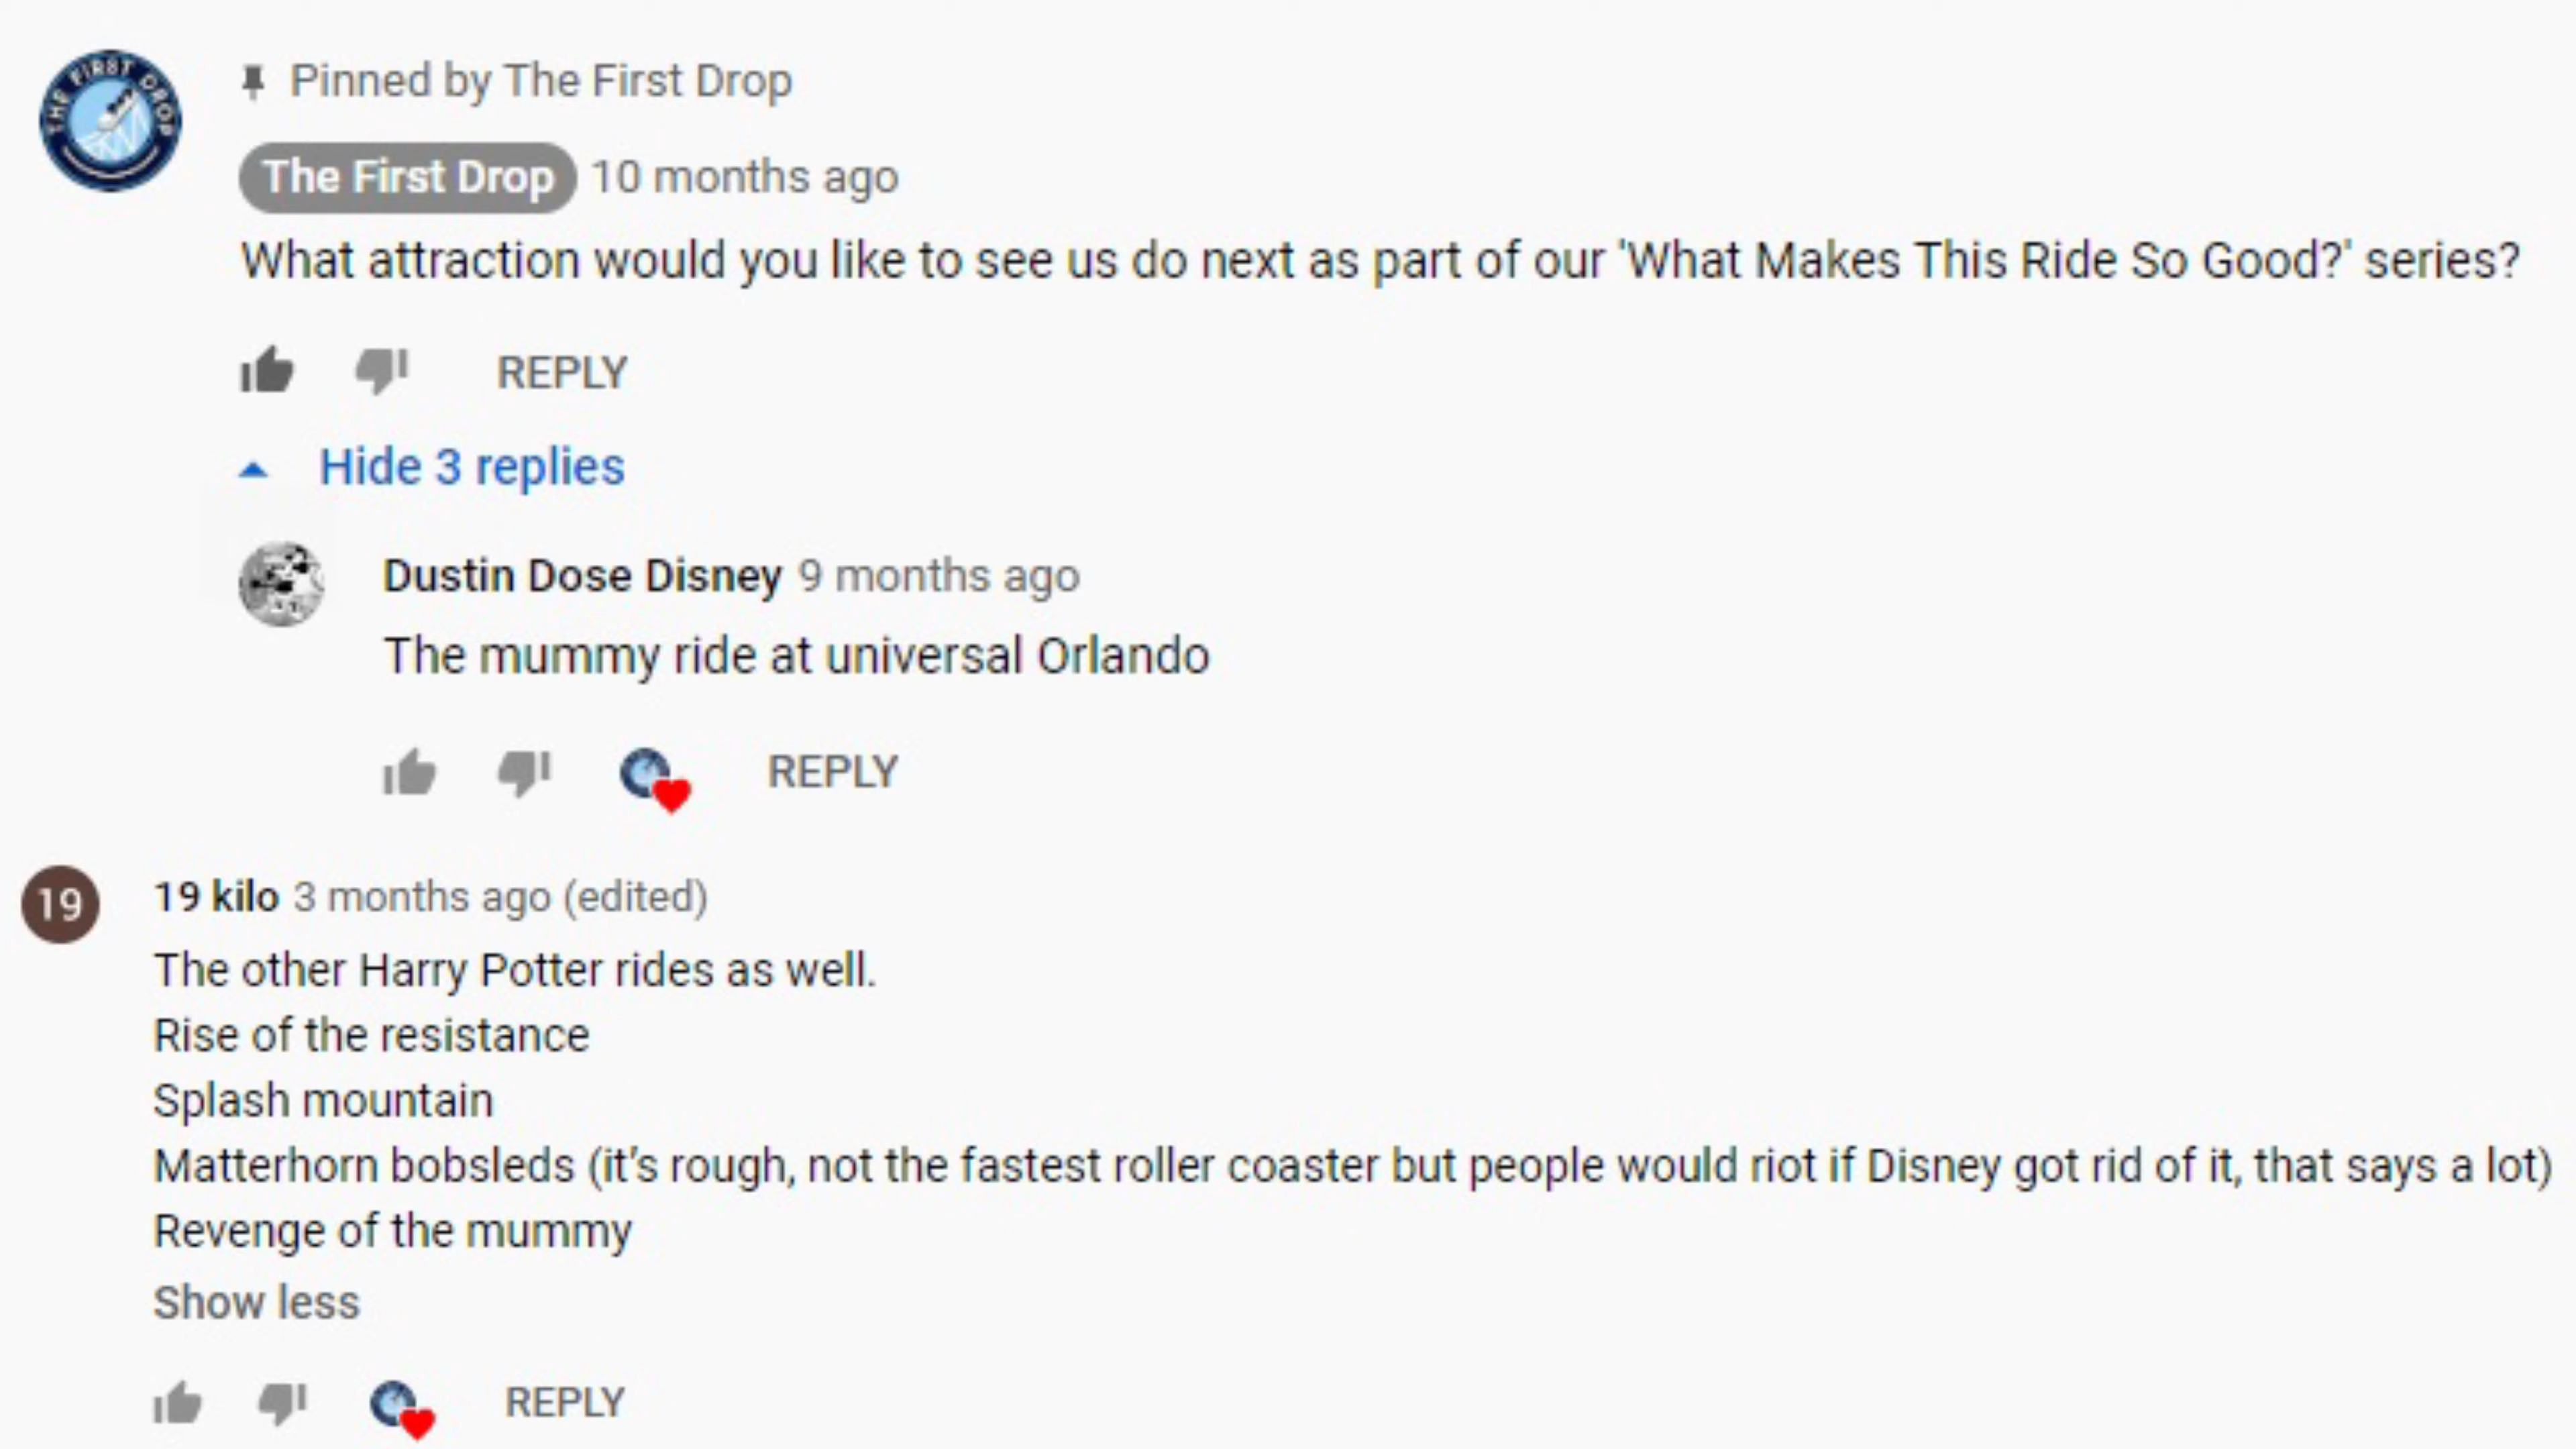 THE FIRST DROP
Pinned by The First Drop
The First Drop 10 months ago
What attraction would you like to see us do next as part of our 'What Makes This Ride So Good?' series?
REPLY
Hide 3 replies
Dustin Dose Disney 9 months ago
The mummy ride at universal Orlando
REPLY
19
19 kilo 3 months ago (edited)
The other Harry Potter rides as well.
Rise of the resistance
Splash mountain
Matterhorn bobsleds (it’s rough, not the fastest roller coaster but people would riot if Disney got rid of it, that says a lot)
Revenge of the mummy
Show less
REPLY